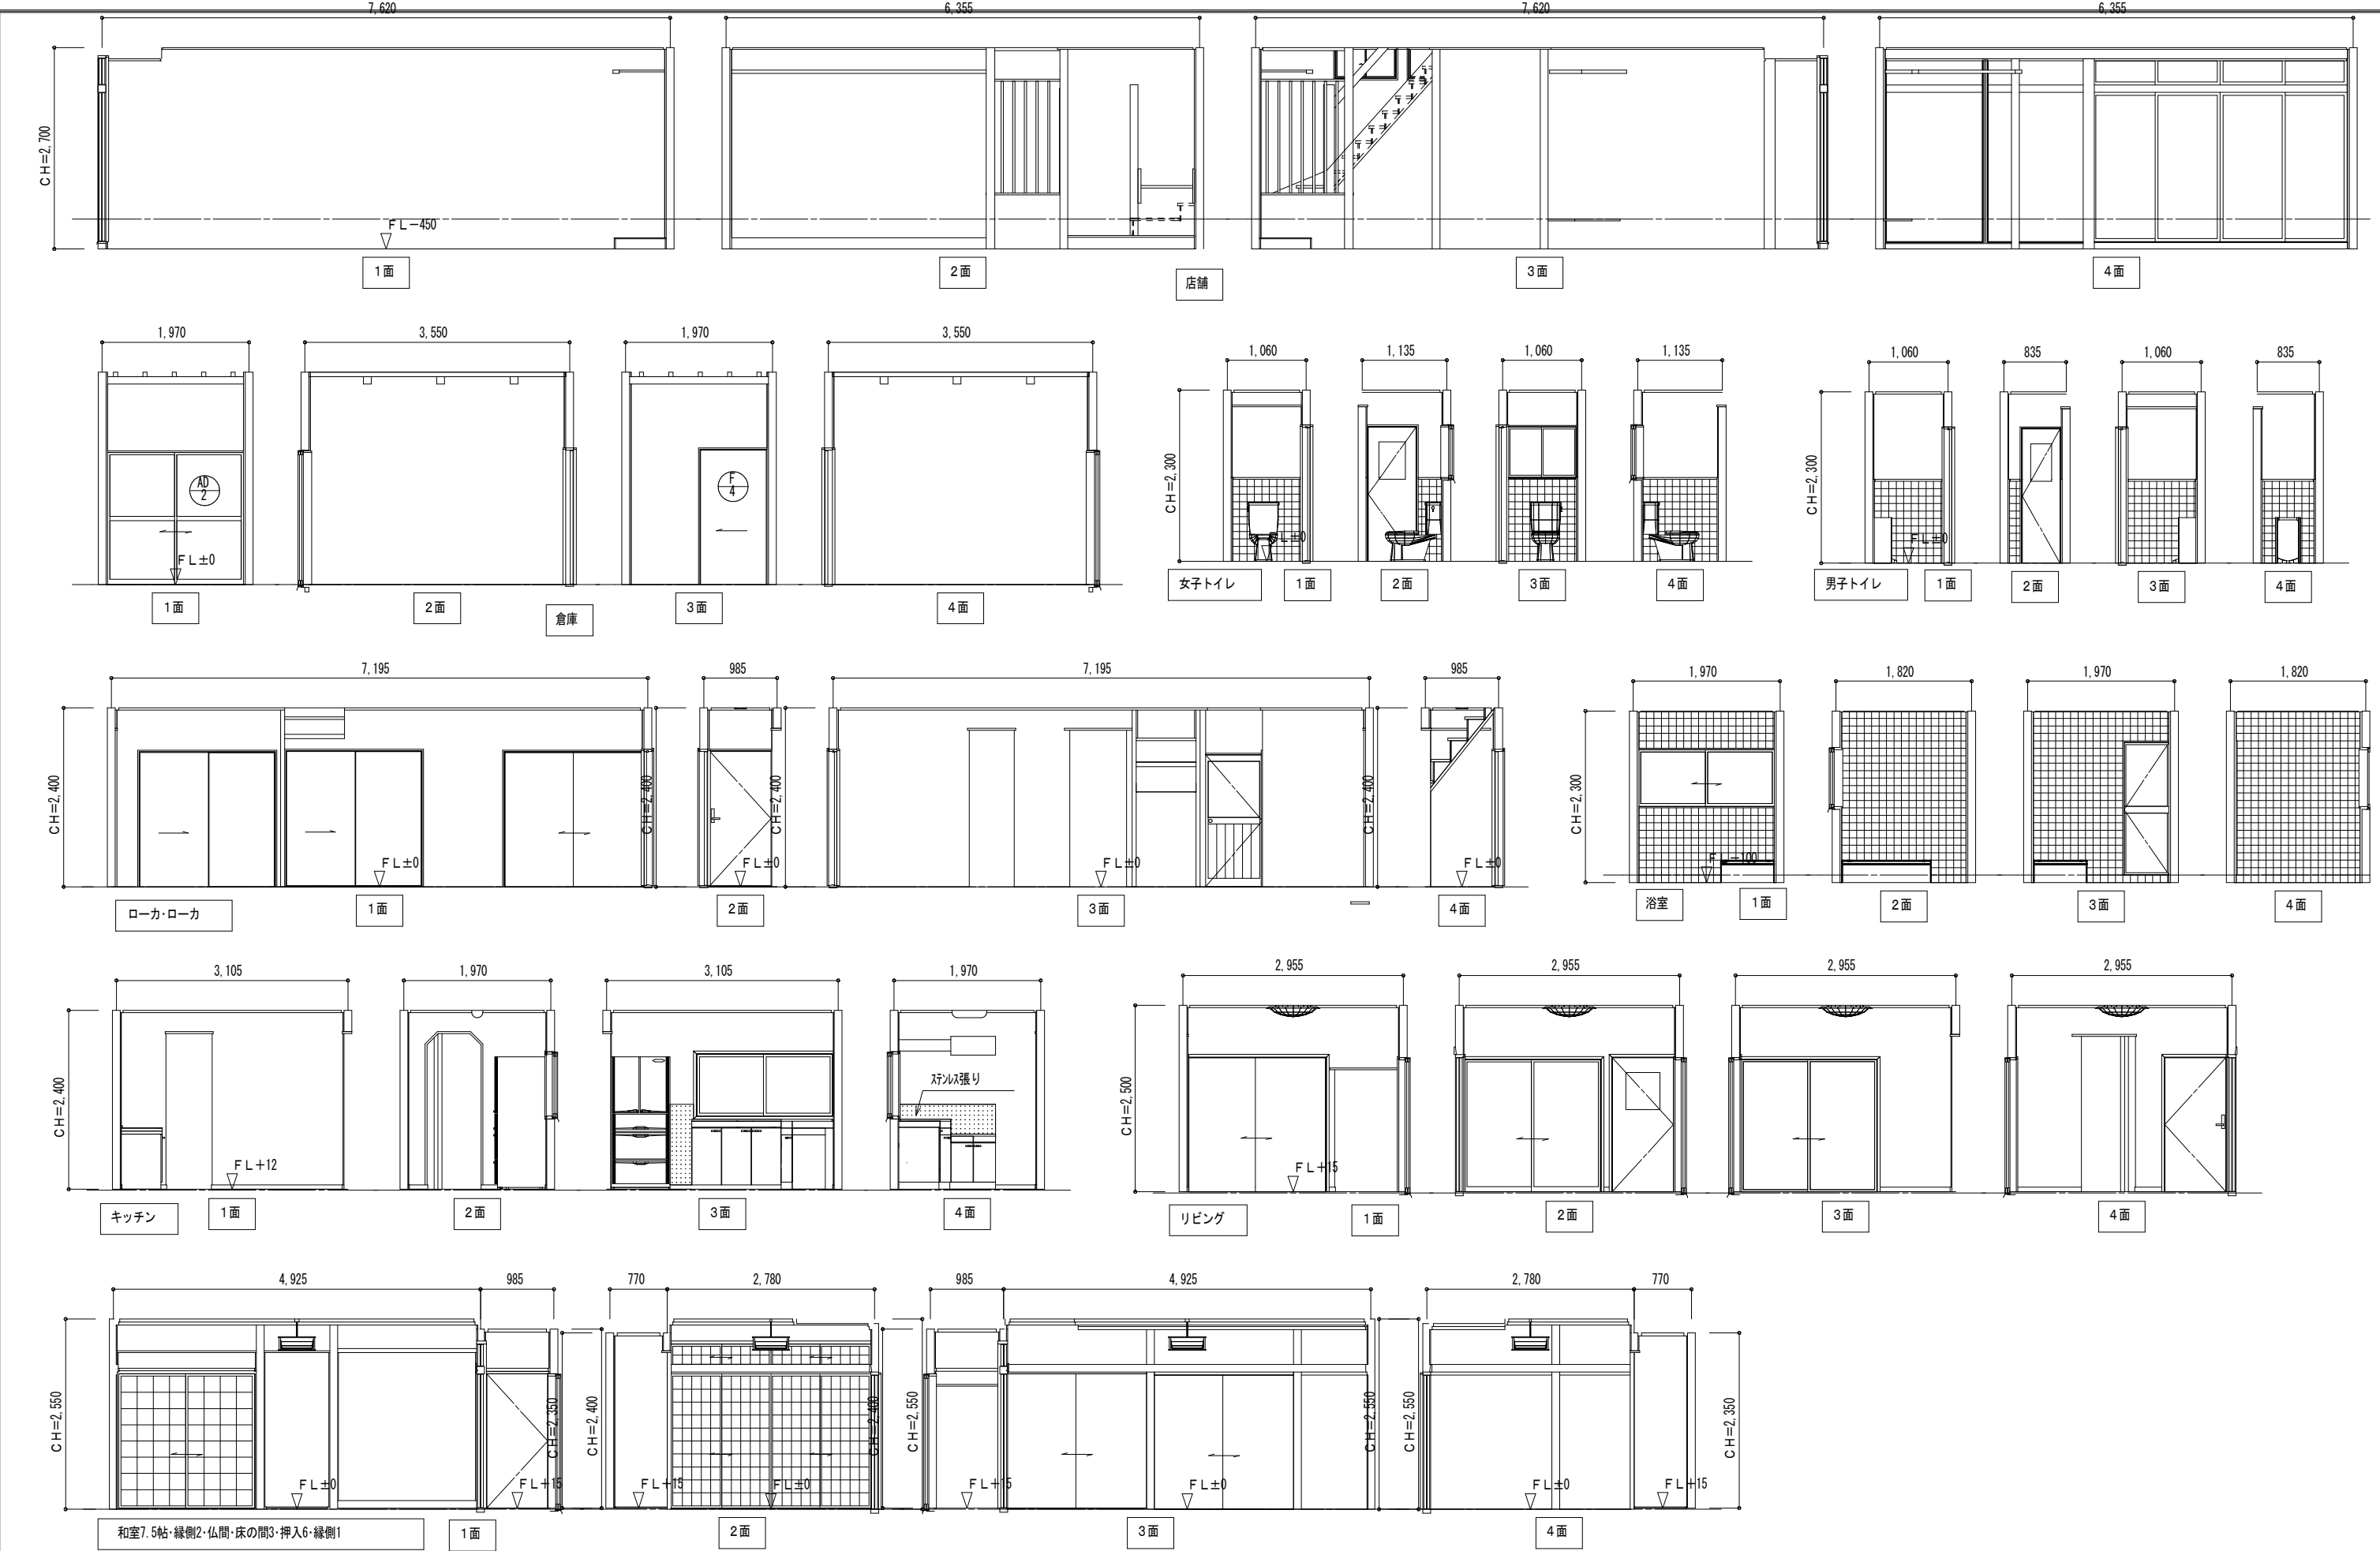 7,620
6,355
7,620
6,355
CH=2,700
FL-450
1面
2面
店舗
3面
4面
1,970
3,550
1,970
3,550
1,060
1,135
1,060
1,135
1,060
835
1,060
835
CH=2,300
CH=2,300
AD
2
F
4
FL±0
FL±0
FL±0
1面
2面
倉庫
3面
4面
女子トイレ
1面
2面
3面
4面
男子トイレ
1面
2面
3面
4面
7,195
985
7,195
985
1,970
1,820
1,970
1,820
CH=2,400
CH=2,400
CH=2,400
CH=2,400
CH=2,300
FL±0
FL±0
FL±0
FL±0
FL-100
ローカ・ローカ
1面
2面
3面
4面
浴室
1面
2面
3面
4面
3,105
1,970
3,105
1,970
2,955
2,955
2,955
2,955
CH=2,400
ステンレス張り
CH=2,500
FL+12
FL+15
キッチン
1面
2面
3面
4面
リビング
1面
2面
3面
4面
4,925
985
770
2,780
985
4,925
2,780
770
CH=2,550
CH=2,350
CH=2,400
CH=2,400
CH=2,550
CH=2,550
CH=2,550
CH=2,350
FL±0
FL+15
FL+15
FL±0
FL+15
FL±0
FL±0
FL+15
和室7.5帖・縁側2・仏間・床の間3・押入6・縁側1
1面
2面
3面
4面